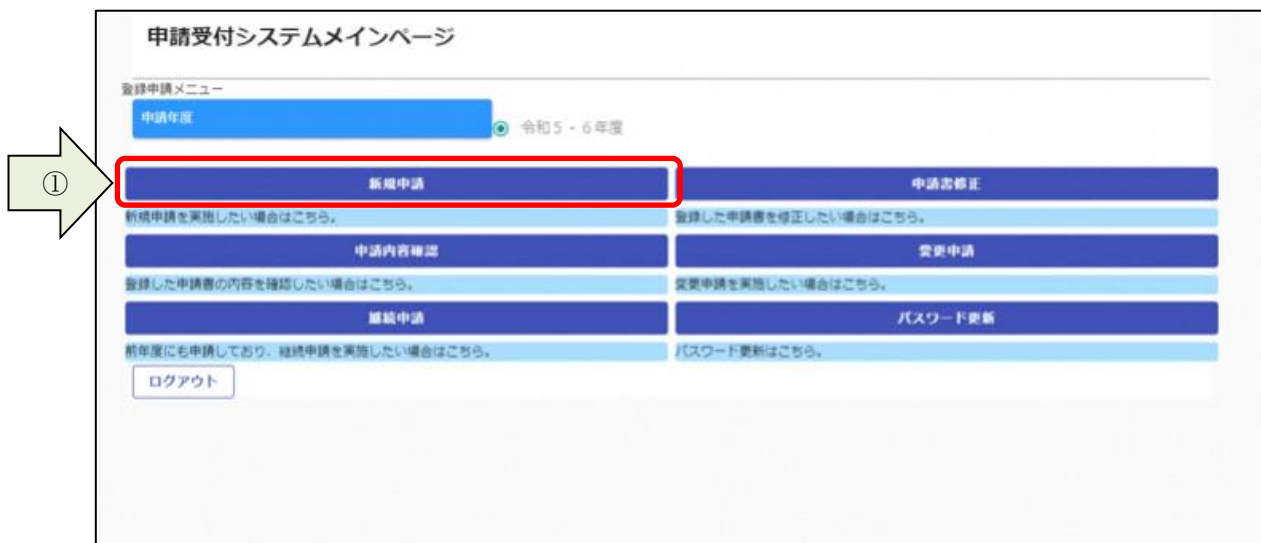 申請受付システムメインページ
登録申請メニュー
申請年度
令和5・6年度
①
新規申請
申請書修正
新規申請を実施したい場合はこちら。
登録した申請書を修正したい場合はこちら。
申請内容確認
変更申請
登録した申請書の内容を確認したい場合はこちら。
変更申請を実施したい場合はこちら。
継続申請
パスワード更新
前年度にも申請しており、継続申請を実施したい場合はこちら。
パスワード更新はこちら。
ログアウト